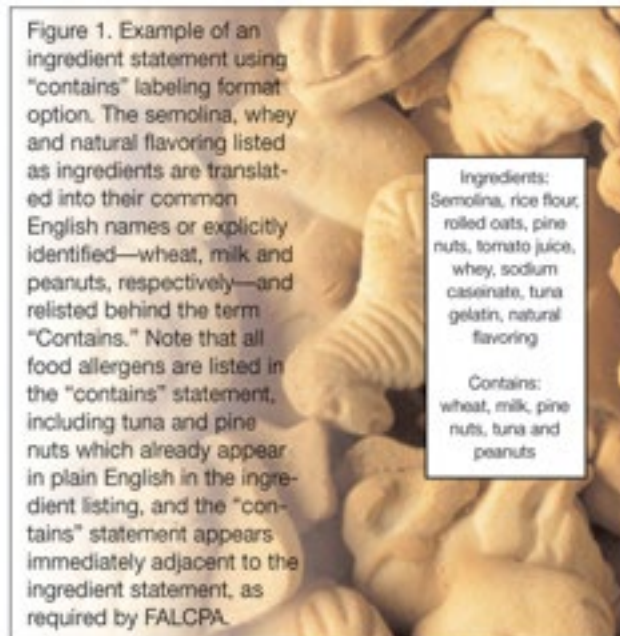 Figure 1. Example of an
ingredient statement using
“contains” labeling format
option. The semolina, whey
and natural flavoring listed
as ingredients are translat-
ed into their common
English names or explicitly
identified—wheat, milk and
peanuts, respectively—and
relisted behind the term
“Contains.” Note that all
food allergens are listed in
the “contains” statement,
including tuna and pine
nuts which already appear
in plain English in the ingre-
dient listing, and the “con-
tains” statement appears
immediately adjacent to the
ingredient statement, as
required by FALCPA.
Ingredients:
Semolina, rice flour,
rolled oats, pine
nuts, tomato juice,
whey, sodium
caseinate, tuna
gelatin, natural
flavoring
Contains:
wheat, milk, pine
nuts, tuna and
peanuts